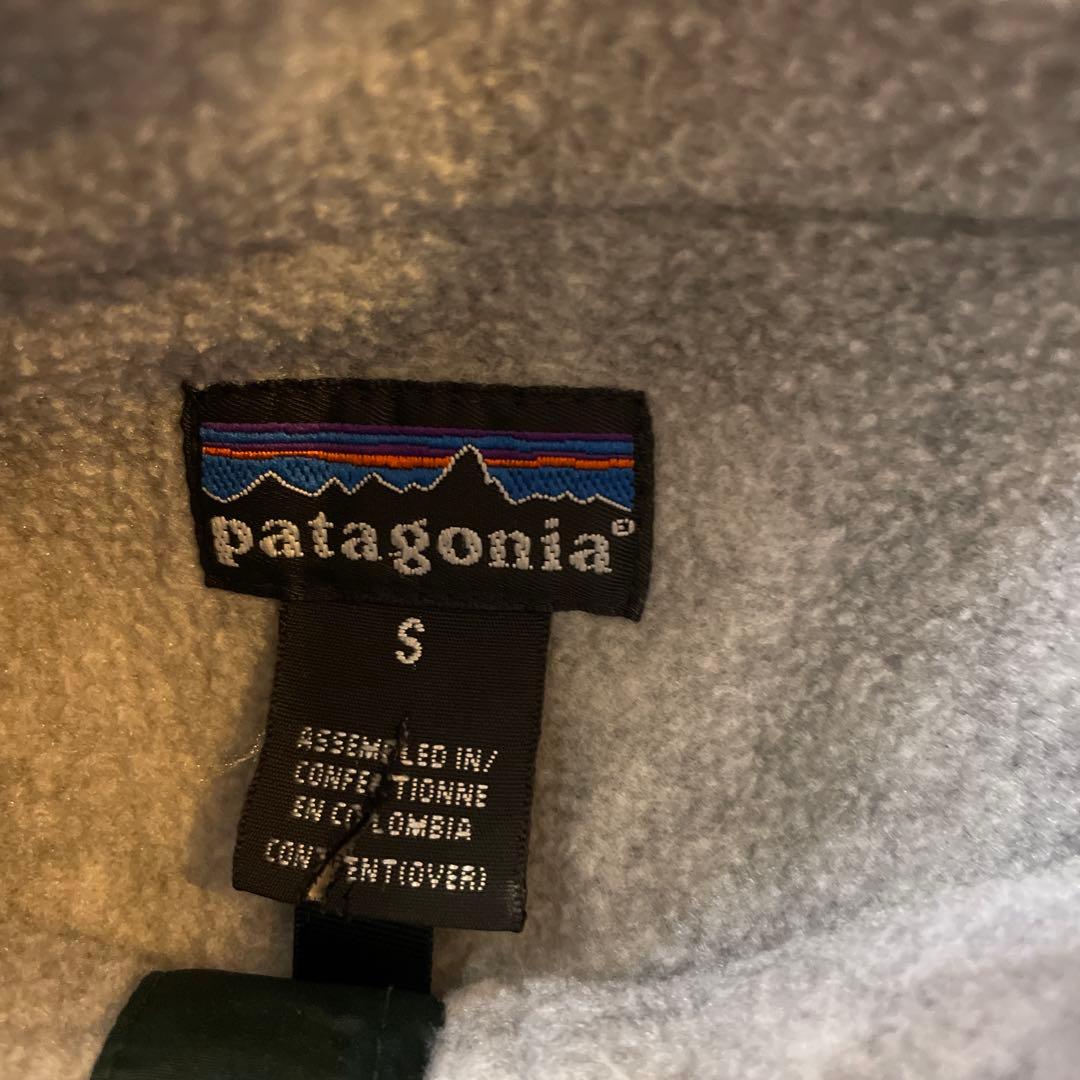 patagonia®
S
ASSEMBLED IN/
CONFECTIONNE
EN COLOMBIA
CONTENT(OVER)